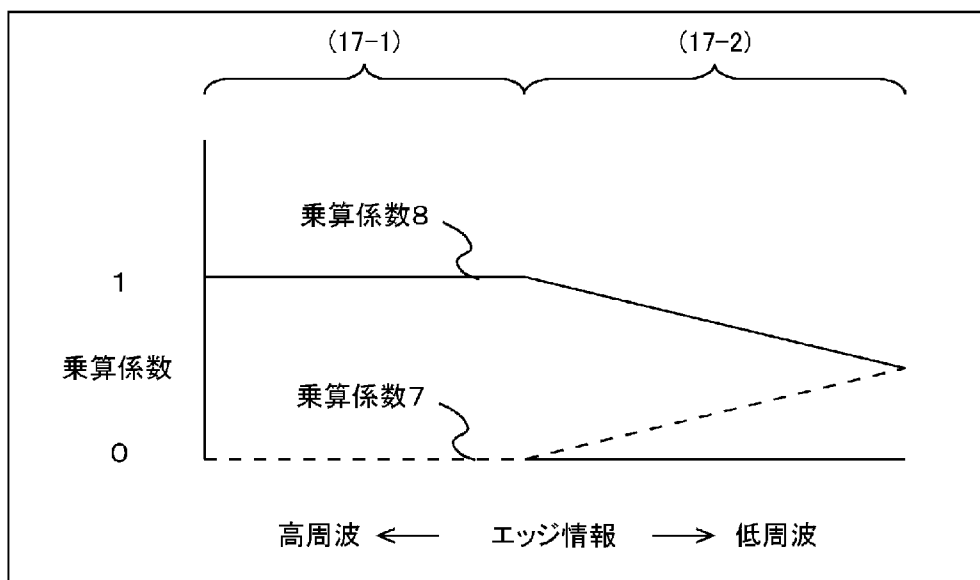 (17-1)
(17-2)
乗算係数8
1
乗算係数
乗算係数7
0
高周波 ← エッジ情報 → 低周波